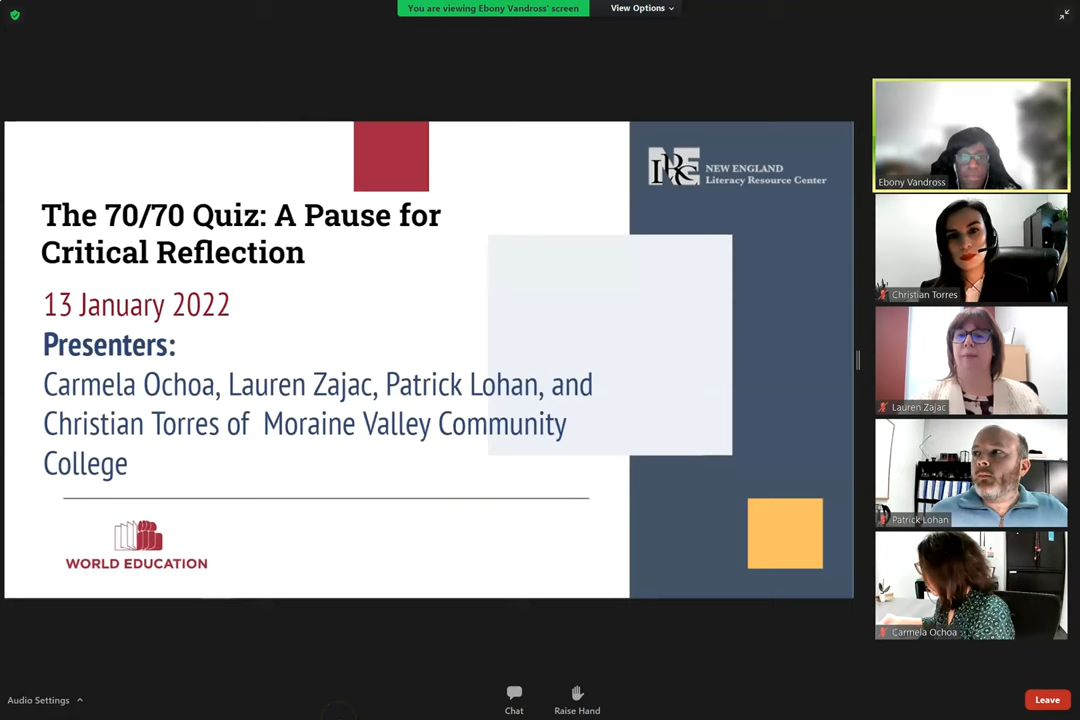 You are viewing Ebony Vandross' screen
View Options
NELRC
NEW ENGLAND
Literacy Resource Center
The 70/70 Quiz: A Pause for
Critical Reflection
13 January 2022
Presenters:
Carmela Ochoa, Lauren Zajac, Patrick Lohan, and
Christian Torres of Moraine Valley Community
College
WORLD EDUCATION
Ebony Vandross
Christian Torres
Lauren Zajac
Patrick Lohan
Carmela Ochoa
Audio Settings
Chat
Raise Hand
Leave